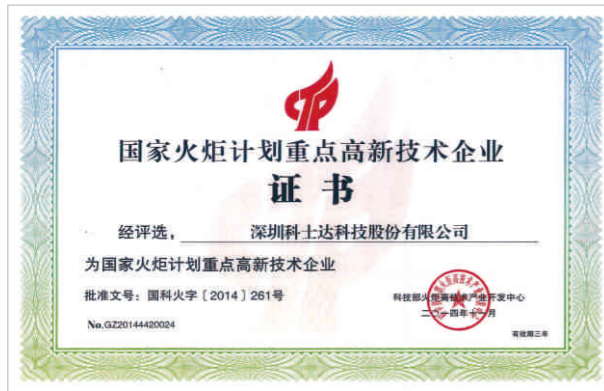 国家火炬计划重点高新技术企业
证书
经评选, 深圳科士达科技股份有限公司
为国家火炬计划重点高新技术企业
批准文号：国科火字〔2014〕261号
科技部火炬高技术产业开发中心
No.GZ20144420024
二〇一四年十一月
有效期三年